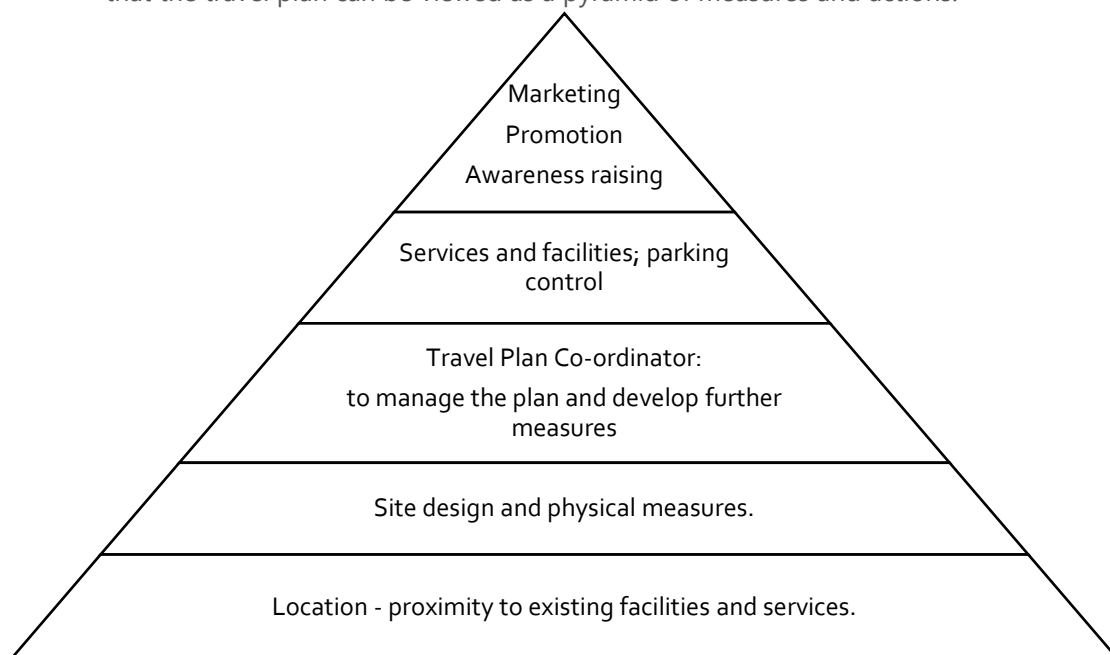 that the travel plan can be viewed as a pyramid of measures and actions.
Marketing
Promotion
Awareness raising
Services and facilities; parking
control
Travel Plan Co-ordinator:
to manage the plan and develop further
measures
Site design and physical measures.
Location - proximity to existing facilities and services.